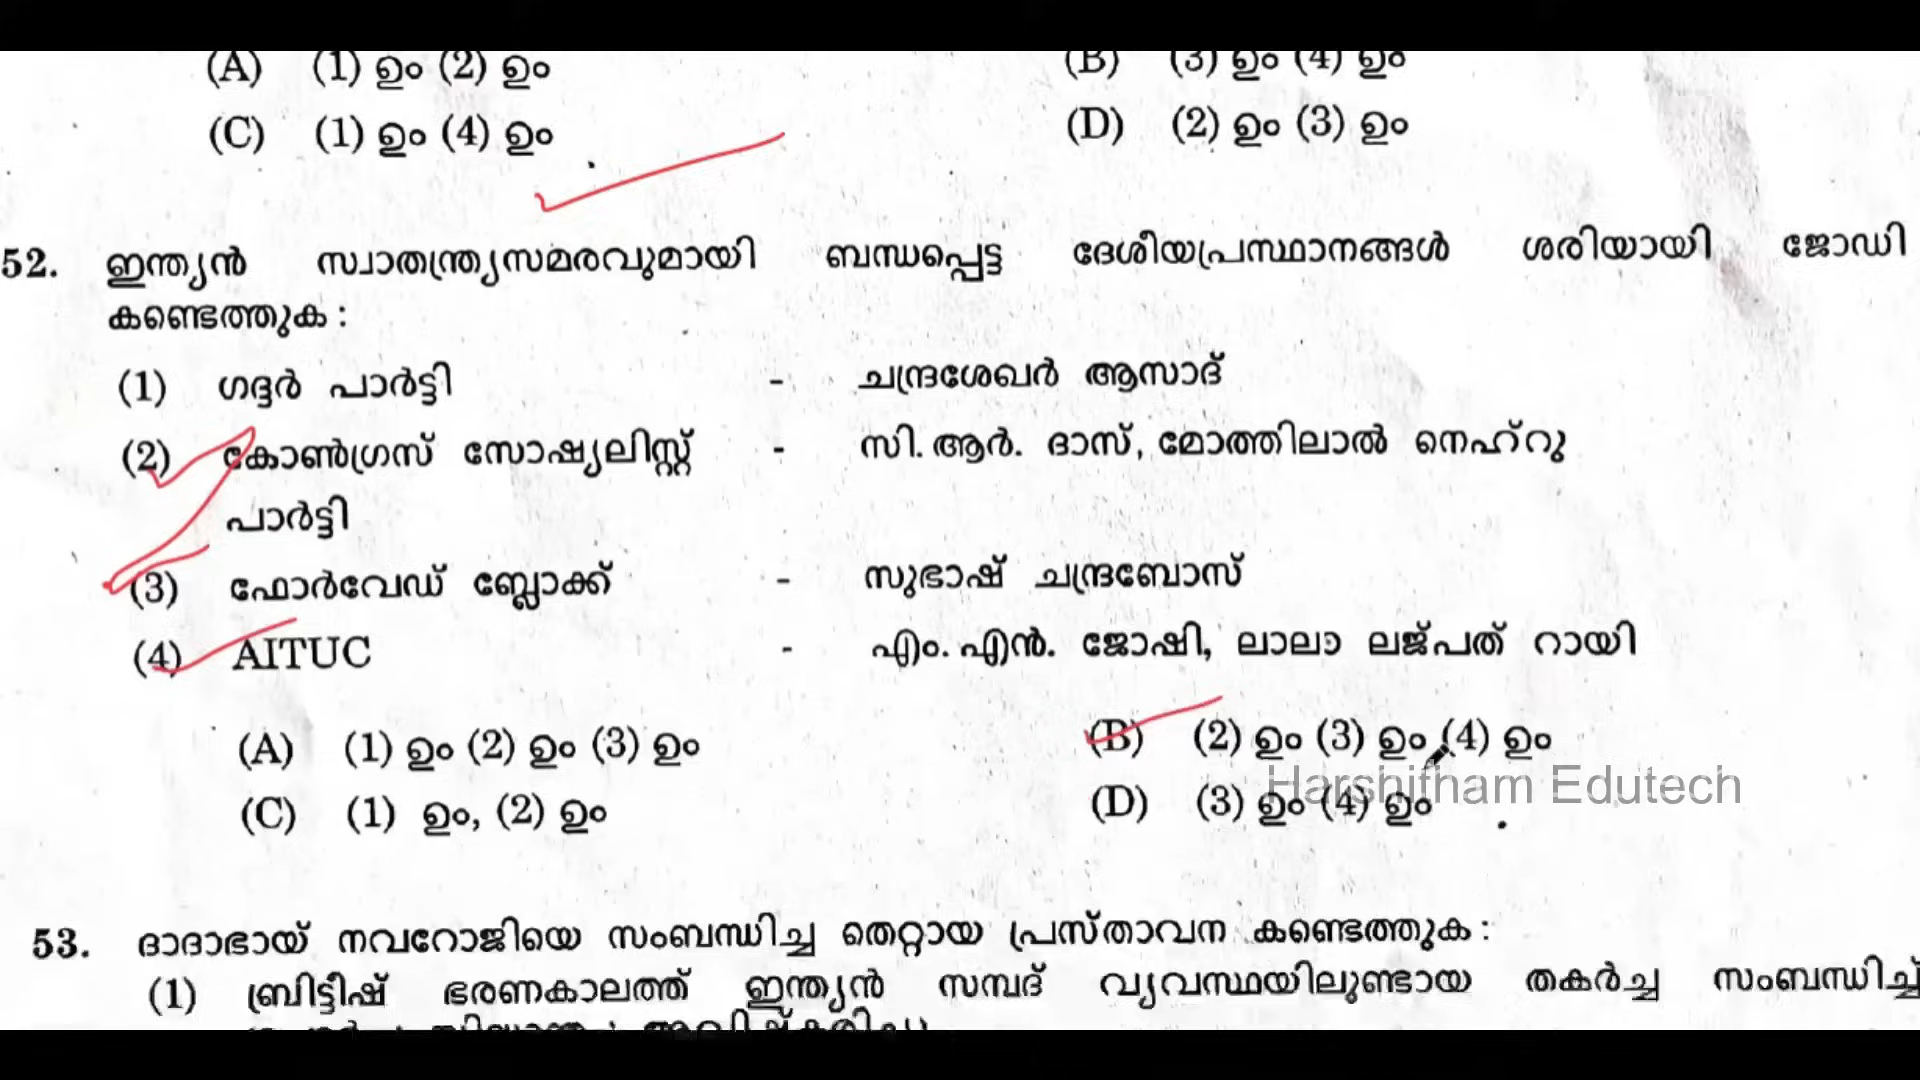 (A) (1) ഉം (2) ഉം (B) (3) ഉം (4) ഉം
(C) (1) ഉം (4) ഉം (D) (2) ഉം (3) ഉം
52. ഇന്ത്യൻ സ്വാതന്ത്ര്യസമരവുമായി ബന്ധപ്പെട്ട ദേശീയപ്രസ്ഥാനങ്ങൾ ശരിയായി ജോഡി
കണ്ടെത്തുക :
(1) ഗദ്ദർ പാർട്ടി - ചന്ദ്രശേഖർ ആസാദ്
(2) കോൺഗ്രസ് സോഷ്യലിസ്റ്റ് - സി. ആർ. ദാസ്, മോത്തിലാൽ നെഹ്റു
പാർട്ടി
(3) ഫോർവേഡ് ബ്ലോക്ക് - സുഭാഷ് ചന്ദ്രബോസ്
(4) AITUC - എം. എൻ. ജോഷി, ലാലാ ലജ്പത് റായി
(A) (1) ഉം (2) ഉം (3) ഉം (B) (2) ഉം (3) ഉം (4) ഉം
Harshitham Edutech
(C) (1) ഉം, (2) ഉം (D) (3) ഉം (4) ഉം
53. ദാദാഭായ് നവറോജിയെ സംബന്ധിച്ച തെറ്റായ പ്രസ്താവന കണ്ടെത്തുക :
(1) ബ്രിട്ടീഷ് ഭരണകാലത്ത് ഇന്ത്യൻ സമ്പദ് വ്യവസ്ഥയിലുണ്ടായ തകർച്ച സംബന്ധിച്ച്